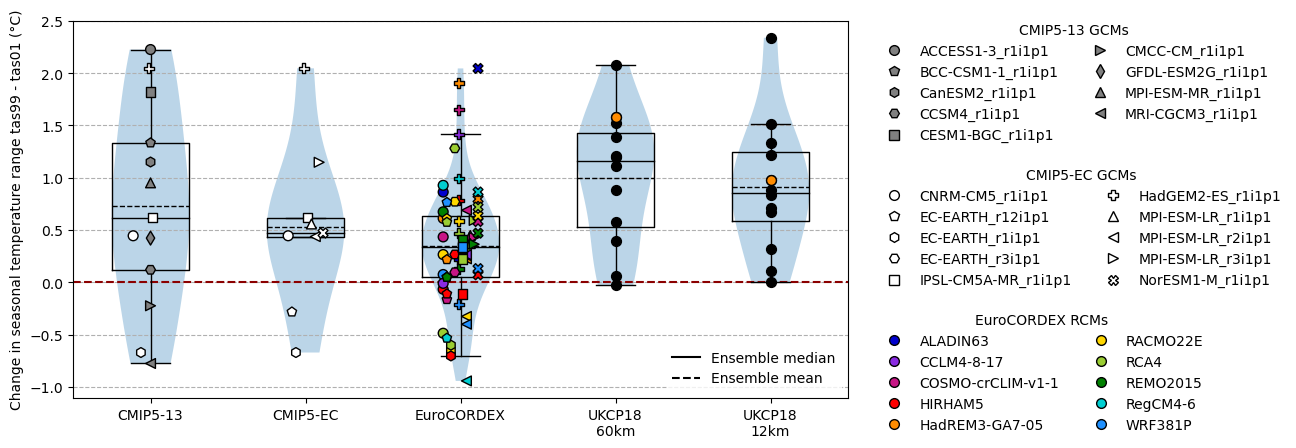 Change in seasonal temperature range tas99 - tas01 (°C)
2.5
2.0
1.5
1.0
0.5
0.0
−0.5
−1.0
CMIP5-13
CMIP5-EC
EuroCORDEX
UKCP18
60km
UKCP18
12km
Ensemble median
Ensemble mean
CMIP5-13 GCMs
ACCESS1-3_r1i1p1
BCC-CSM1-1_r1i1p1
CanESM2_r1i1p1
CCSM4_r1i1p1
CESM1-BGC_r1i1p1
CMCC-CM_r1i1p1
GFDL-ESM2G_r1i1p1
MPI-ESM-MR_r1i1p1
MRI-CGCM3_r1i1p1
CMIP5-EC GCMs
CNRM-CM5_r1i1p1
EC-EARTH_r12i1p1
EC-EARTH_r1i1p1
EC-EARTH_r3i1p1
IPSL-CM5A-MR_r1i1p1
HadGEM2-ES_r1i1p1
MPI-ESM-LR_r1i1p1
MPI-ESM-LR_r2i1p1
MPI-ESM-LR_r3i1p1
NorESM1-M_r1i1p1
EuroCORDEX RCMs
ALADIN63
CCLM4-8-17
COSMO-crCLIM-v1-1
HIRHAM5
HadREM3-GA7-05
RACMO22E
RCA4
REMO2015
RegCM4-6
WRF381P